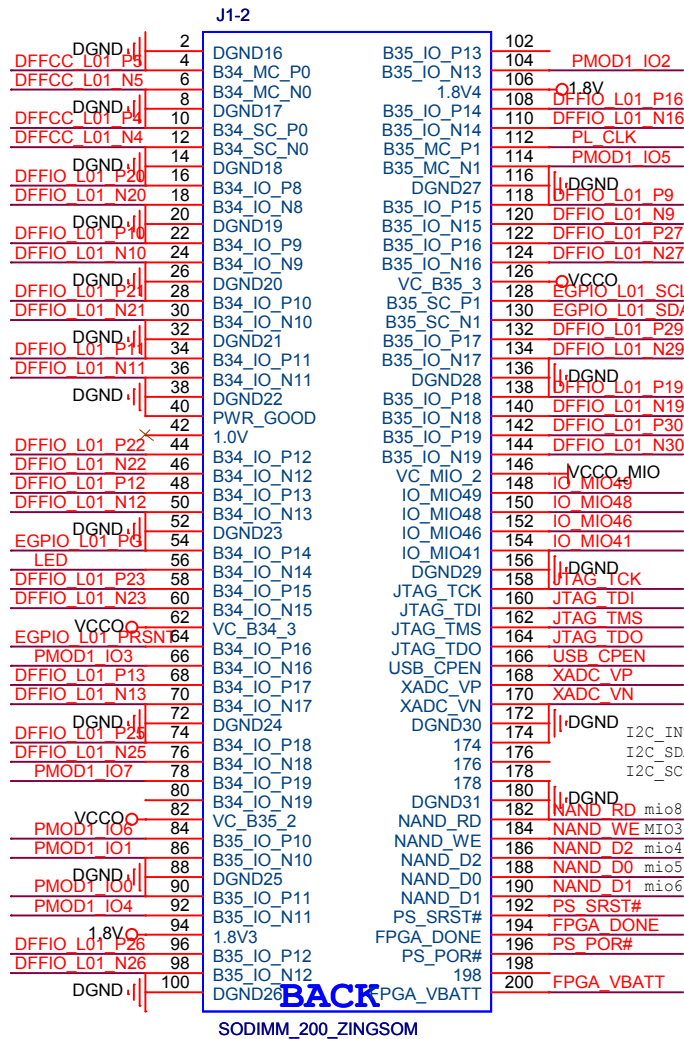 J1-2
DGND 2 DGND16 B35_IO_P13 102
DFFCC_L01_P5 4 B34_MC_P0 B35_IO_N13 104 PMOD1_IO2
DFFCC_L01_N5 6 B34_MC_N0 1.8V4 106 1.8V
DGND 8 DGND17 B35_IO_P14 108 DFFIO_L01_P16
DFFCC_L01_P4 10 B34_SC_P0 B35_IO_N14 110 DFFIO_L01_N16
DFFCC_L01_N4 12 B34_SC_N0 B35_MC_P1 112 PL_CLK
DGND 14 DGND18 B35_MC_N1 114 PMOD1_IO5
DFFIO_L01_P20 16 B34_IO_P8 DGND27 116 DGND
DFFIO_L01_N20 18 B34_IO_N8 B35_IO_P15 118 DFFIO_L01_P9
DGND 20 DGND19 B35_IO_N15 120 DFFIO_L01_N9
DFFIO_L01_P10 22 B34_IO_P9 B35_IO_P16 122 DFFIO_L01_P27
DFFIO_L01_N10 24 B34_IO_N9 B35_IO_N16 124 DFFIO_L01_N27
DGND 26 DGND20 VC_B35_3 126 VCCO
DFFIO_L01_P21 28 B34_IO_P10 B35_SC_P1 128 EGPIO_L01_SCL
DFFIO_L01_N21 30 B34_IO_N10 B35_SC_N1 130 EGPIO_L01_SDA
DGND 32 DGND21 B35_IO_P17 132 DFFIO_L01_P29
DFFIO_L01_P11 34 B34_IO_P11 B35_IO_N17 134 DFFIO_L01_N29
DFFIO_L01_N11 36 B34_IO_N11 DGND28 136 DGND
DGND 38 DGND22 B35_IO_P18 138 DFFIO_L01_P19
40 PWR_GOOD B35_IO_N18 140 DFFIO_L01_N19
42 1.0V B35_IO_P19 142 DFFIO_L01_P30
DFFIO_L01_P22 44 B34_IO_P12 B35_IO_N19 144 DFFIO_L01_N30
DFFIO_L01_N22 46 B34_IO_N12 VC_MIO_2 146 VCCO_MIO
DFFIO_L01_P12 48 B34_IO_P13 IO_MIO49 148 IO_MIO49
DFFIO_L01_N12 50 B34_IO_N13 IO_MIO48 150 IO_MIO48
DGND 52 DGND23 IO_MIO46 152 IO_MIO46
EGPIO_L01_PG 54 B34_IO_P14 IO_MIO41 154 IO_MIO41
LED 56 B34_IO_N14 DGND29 156 DGND
DFFIO_L01_P23 58 B34_IO_P15 JTAG_TCK 158 JTAG_TCK
DFFIO_L01_N23 60 B34_IO_N15 JTAG_TDI 160 JTAG_TDI
VCCO 62 VC_B34_3 JTAG_TMS 162 JTAG_TMS
EGPIO_L01_PRSNT 64 B34_IO_P16 JTAG_TDO 164 JTAG_TDO
PMOD1_IO3 66 B34_IO_N16 USB_CPEN 166 USB_CPEN
DFFIO_L01_P13 68 B34_IO_P17 XADC_VP 168 XADC_VP
DFFIO_L01_N13 70 B34_IO_N17 XADC_VN 170 XADC_VN
DGND 72 DGND24 DGND30 172 DGND
DFFIO_L01_P25 74 B34_IO_P18 174 174 I2C_IN
DFFIO_L01_N25 76 B34_IO_N18 176 176 I2C_SD
PMOD1_IO7 78 B34_IO_P19 178 178 I2C_SC
80 B34_IO_N19 DGND31 180 DGND
VCCO 82 VC_B35_2 NAND_RD 182 NAND_RD mio8
PMOD1_IO6 84 B35_IO_P10 NAND_WE 184 NAND_WE MIO3
PMOD1_IO1 86 B35_IO_N10 NAND_D2 186 NAND_D2 mio4
DGND 88 DGND25 NAND_D0 188 NAND_D0 mio5
PMOD1_IO0 90 B35_IO_P11 NAND_D1 190 NAND_D1 mio6
PMOD1_IO4 92 B35_IO_N11 PS_SRST# 192 PS_SRST#
1.8V 94 1.8V3 FPGA_DONE 194 FPGA_DONE
DFFIO_L01_P26 96 B35_IO_P12 PS_POR# 196 PS_POR#
DFFIO_L01_N26 98 B35_IO_N12 198 198
DGND 100 DGND26 FPGA_VBATT 200 FPGA_VBATT
BACK
SODIMM_200_ZINGSOM